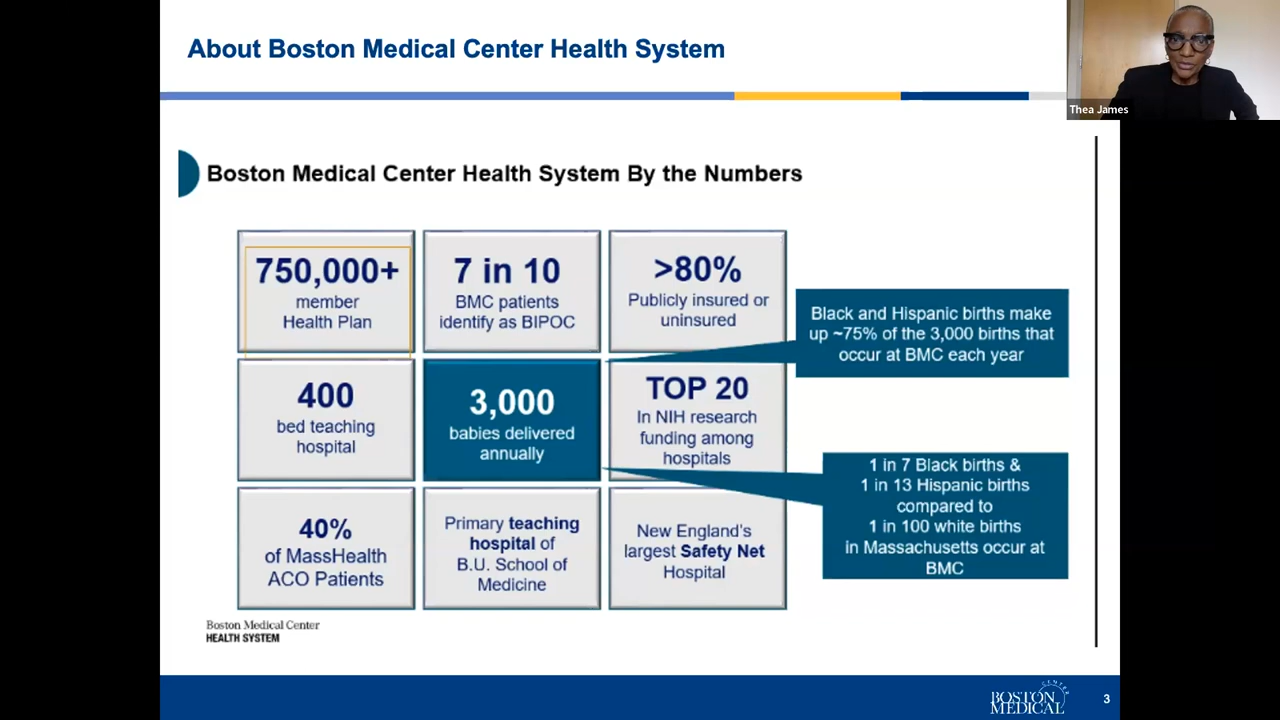 About Boston Medical Center Health System
Thea James
Boston Medical Center Health System By the Numbers
750,000+
member
Health Plan
7 in 10
BMC patients
identify as BIPOC
>80%
Publicly insured or
uninsured
Black and Hispanic births make
up ~75% of the 3,000 births that
occur at BMC each year
400
bed teaching
hospital
3,000
babies delivered
annually
TOP 20
In NIH research
funding among
hospitals
1 in 7 Black births &
1 in 13 Hispanic births
compared to
1 in 100 white births
in Massachusetts occur at
BMC
40%
of MassHealth
ACO Patients
Primary teaching
hospital of
B.U. School of
Medicine
New England's
largest Safety Net
Hospital
Boston Medical Center
HEALTH SYSTEM
BOSTON
MEDICAL
CENTER
3